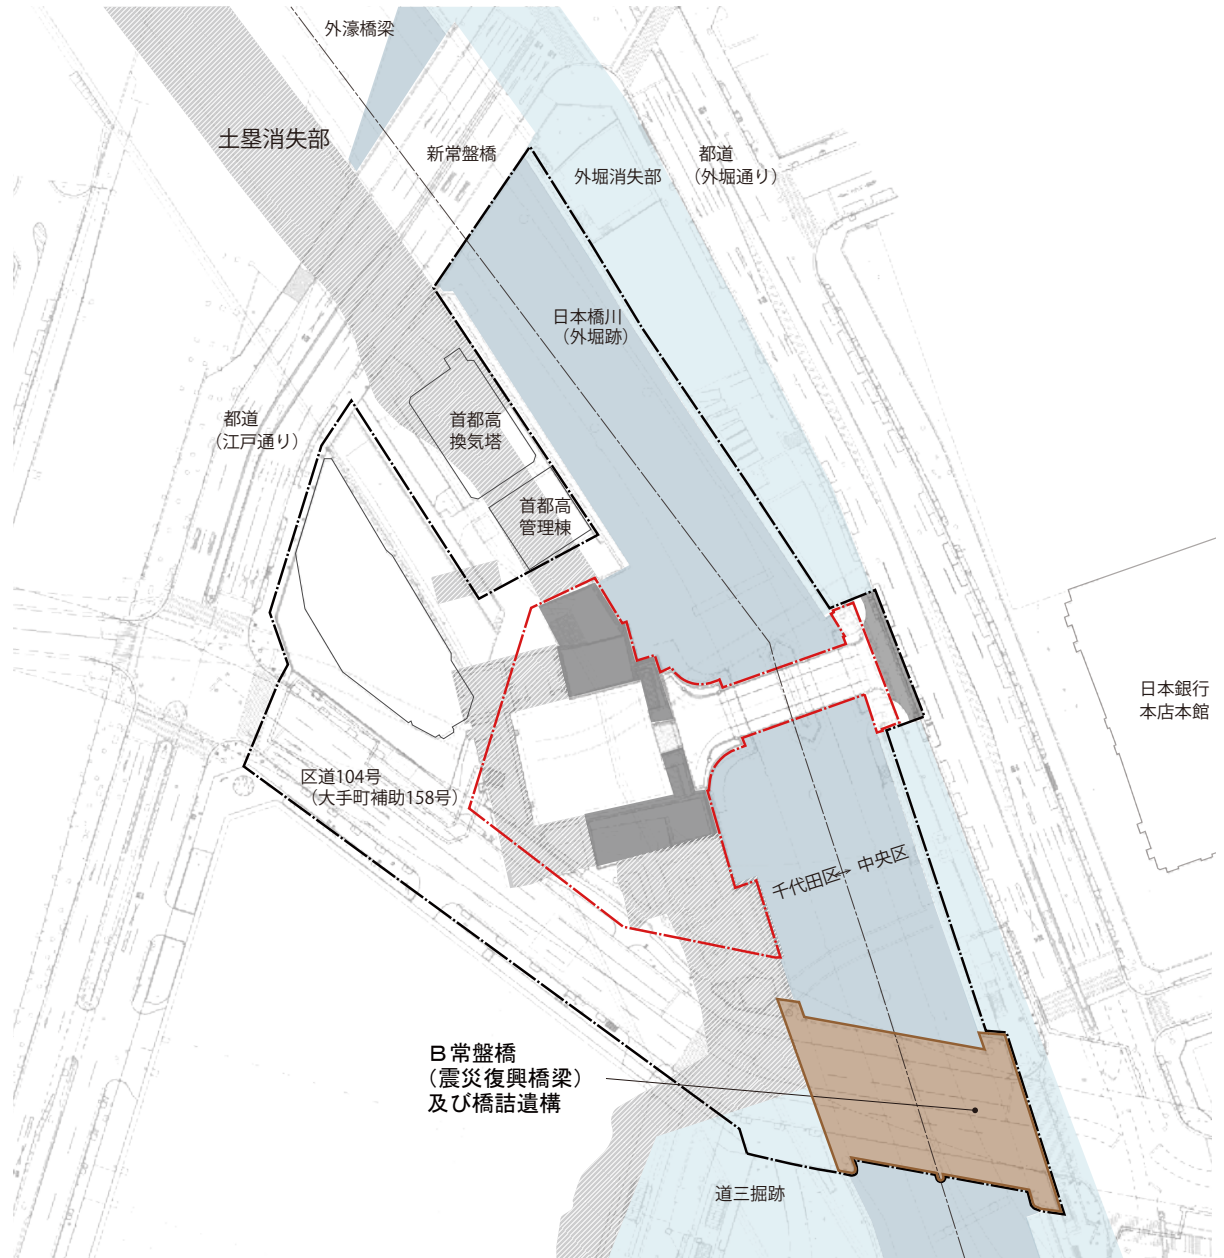 外濠橋梁
土塁消失部
新常盤橋
外堀消失部
都道
（外堀通り）
日本橋川
（外堀跡）
都道
（江戸通り）
首都高
換気塔
首都高
管理棟
日本銀行
本店本館
区道104号
（大手町補助158号）
千代田区↔中央区
B常盤橋
（震災復興橋梁）
及び橋詰遺構
道三掘跡